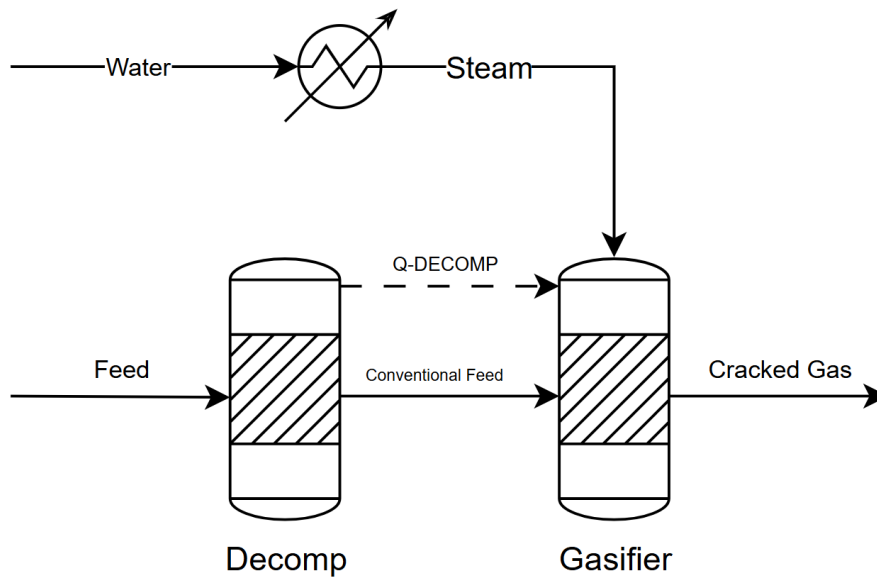 Water
Steam
Q-DECOMP
Feed
Conventional Feed
Cracked Gas
Decomp
Gasifier